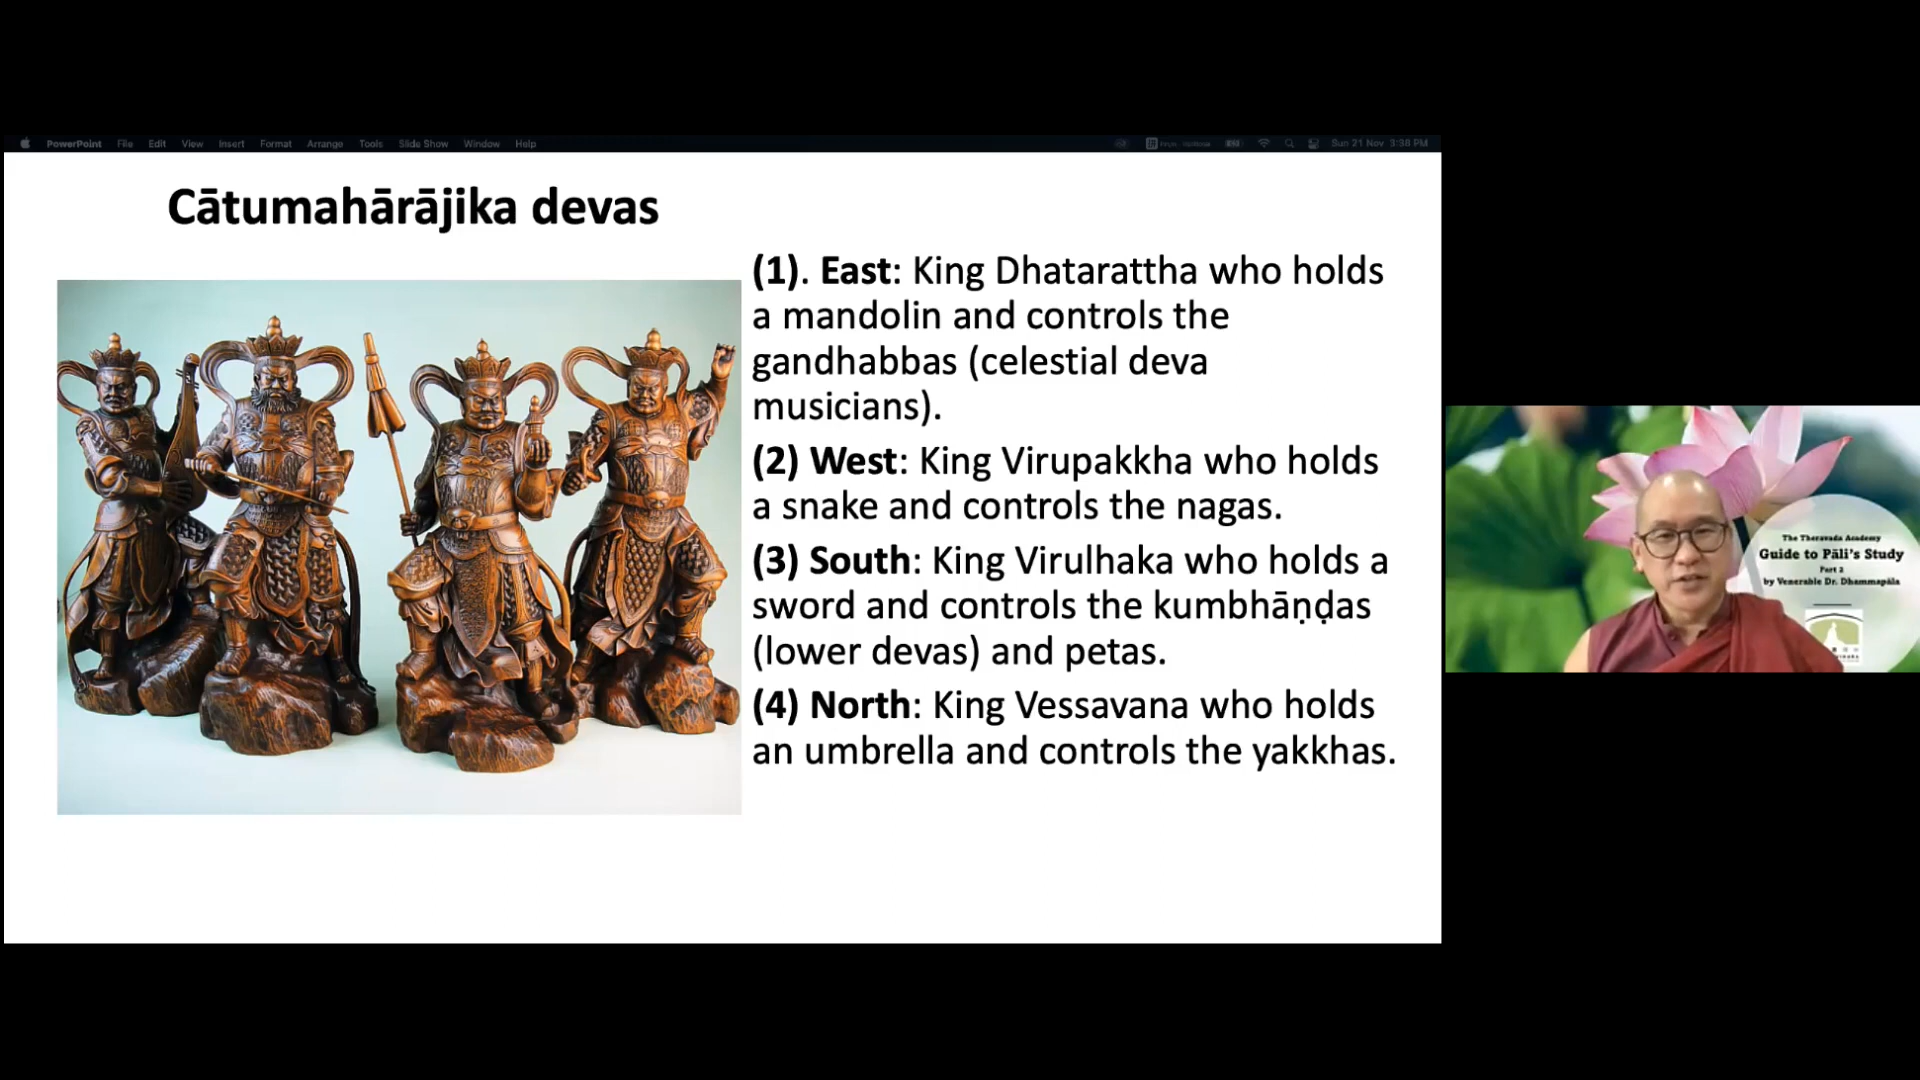 PowerPoint File Edit View Insert Format Arrange Tools Slide Show Window Help
Sun 21 Nov 3:38 PM
Cātumahārājika devas
(1). East: King Dhatarattha who holds
a mandolin and controls the
gandhabbas (celestial deva
musicians).
(2) West: King Virupakkha who holds
a snake and controls the nagas.
(3) South: King Virulhaka who holds a
sword and controls the kumbhāṇḍas
(lower devas) and petas.
(4) North: King Vessavana who holds
an umbrella and controls the yakkhas.
The Theravada Academy
Guide to Pāli's Study
Part 2
by Venerable Dr. Dhammapāla